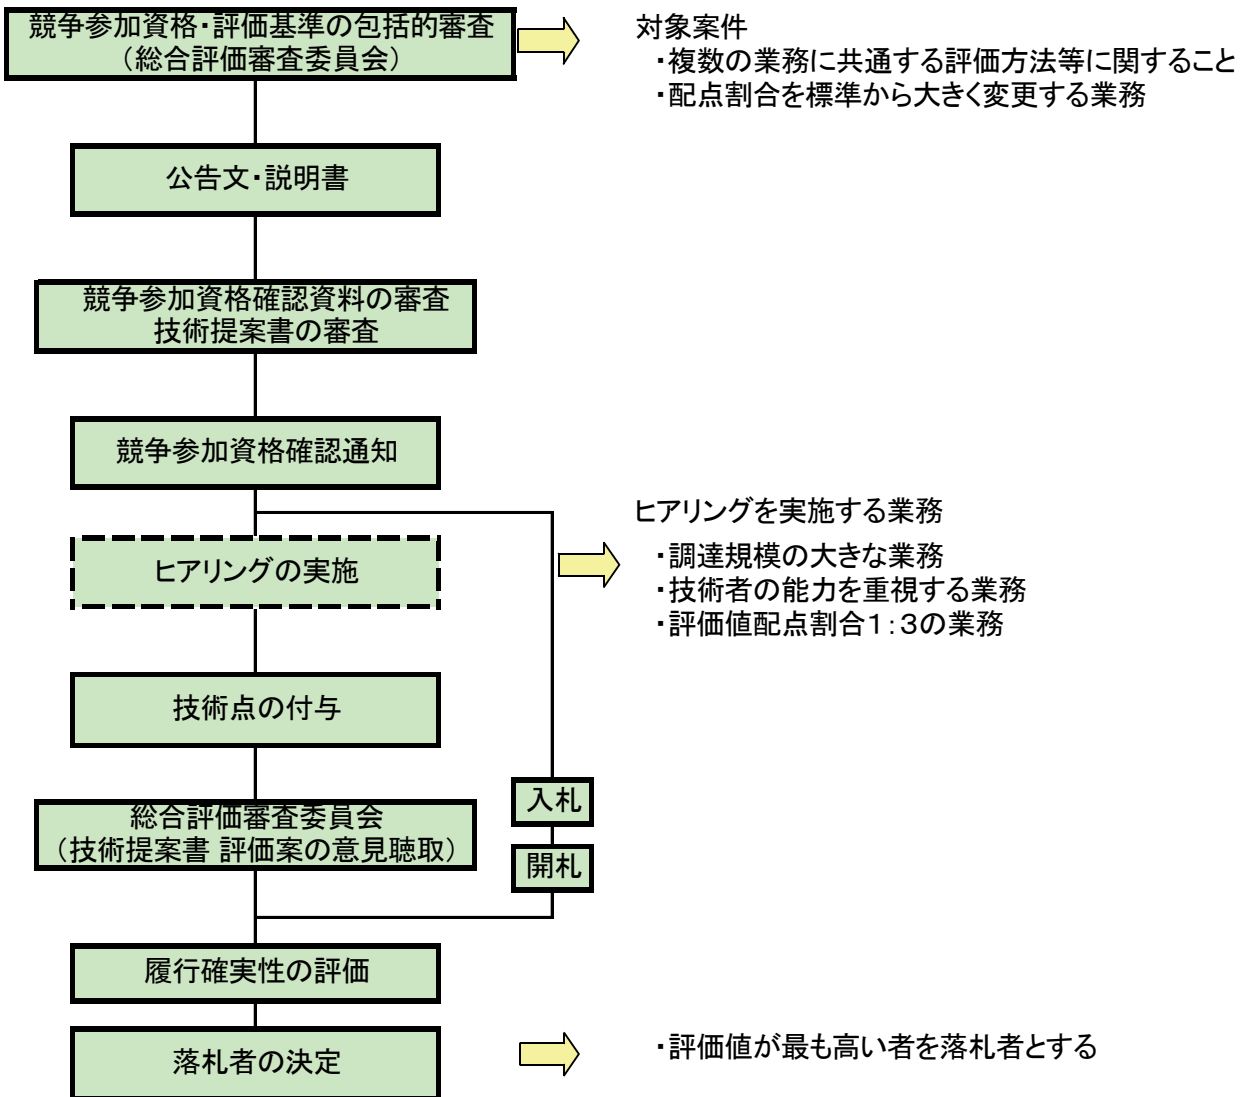 競争参加資格・評価基準の包括的審査
（総合評価審査委員会）
対象案件
・複数の業務に共通する評価方法等に関すること
・配点割合を標準から大きく変更する業務
公告文・説明書
競争参加資格確認資料の審査
技術提案書の審査
競争参加資格確認通知
ヒアリングを実施する業務
・調達規模の大きな業務
・技術者の能力を重視する業務
・評価値配点割合１：３の業務
ヒアリングの実施
技術点の付与
入札
総合評価審査委員会
（技術提案書 評価案の意見聴取）
開札
履行確実性の評価
落札者の決定
・評価値が最も高い者を落札者とする